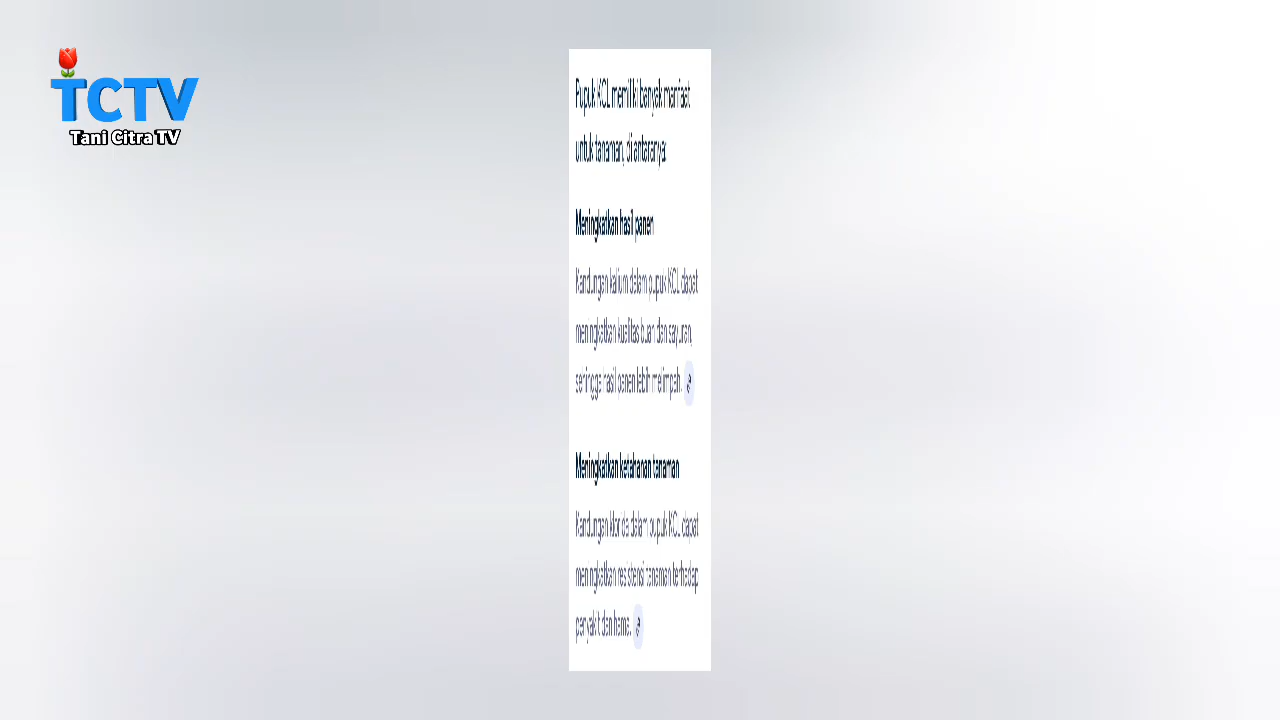 TCTV
Tani Citra TV
Pupuk KCL memiliki banyak manfaat
untuk tanaman, di antaranya:
Meningkatkan hasil panen
Kandungan kalium dalam pupuk KCL dapat
meningkatkan kualitas buah dan sayuran,
sehingga hasil panen lebih melimpah.
Meningkatkan ketahanan tanaman
Kandungan klorida dalam pupuk KCL dapat
meningkatkan resistensi tanaman terhadap
penyakit dan hama.